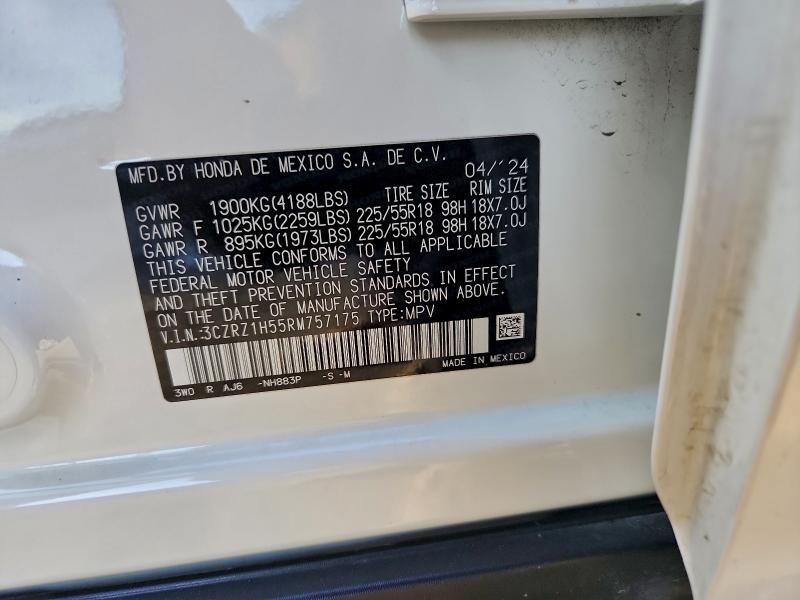 MFD.BY HONDA DE MEXICO S.A. DE C.V. 04/'24
TIRE SIZE RIM SIZE
GVWR 1900KG(4188LBS)
GAWR F 1025KG(2259LBS) 225/55R18 98H 18X7.0J
GAWR R 895KG(1973LBS) 225/55R18 98H 18X7.0J
THIS VEHICLE CONFORMS TO ALL APPLICABLE
FEDERAL MOTOR VEHICLE SAFETY
AND THEFT PREVENTION STANDARDS IN EFFECT
ON THE DATE OF MANUFACTURE SHOWN ABOVE.
V.I.N.:3CZRZ1H55RM757175 TYPE:MPV
MADE IN MEXICO
3W0 R AJ6 -NH883P -S -M